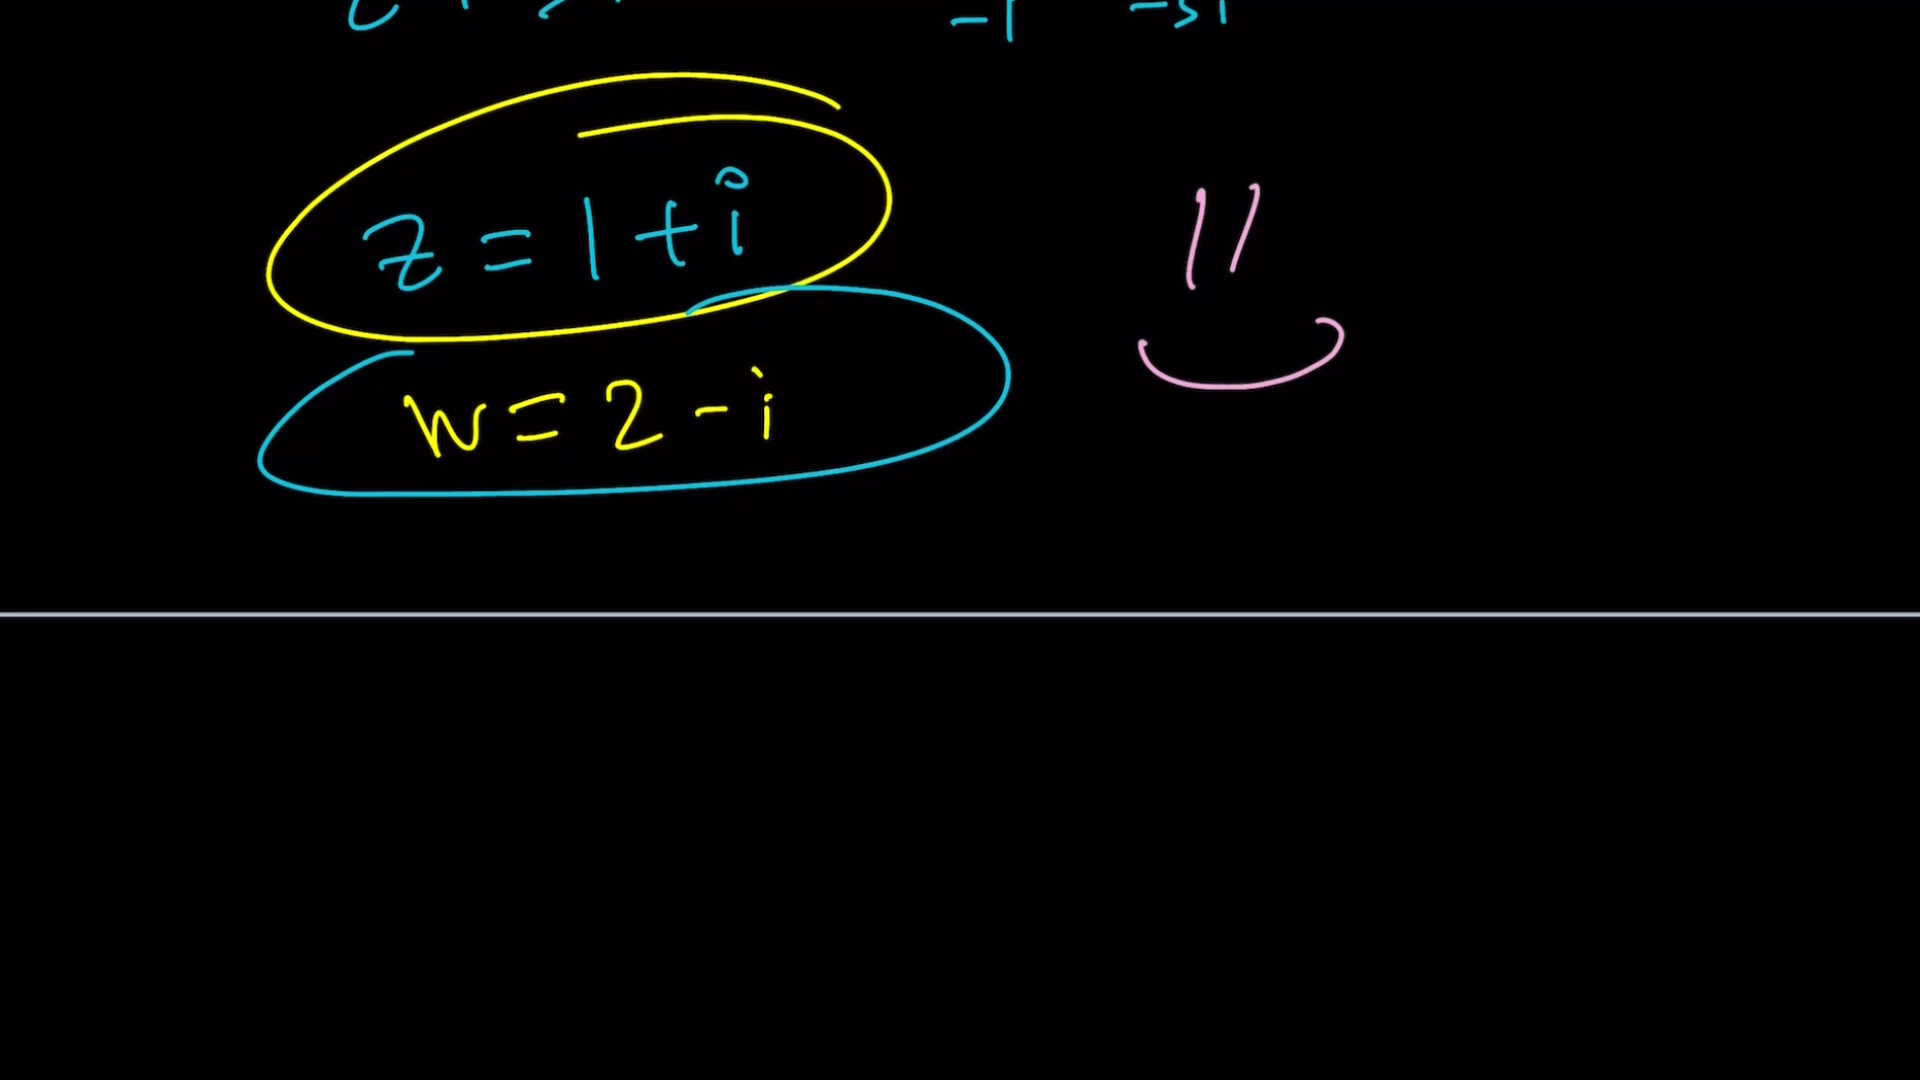 z = 1 + i
w = 2 - i